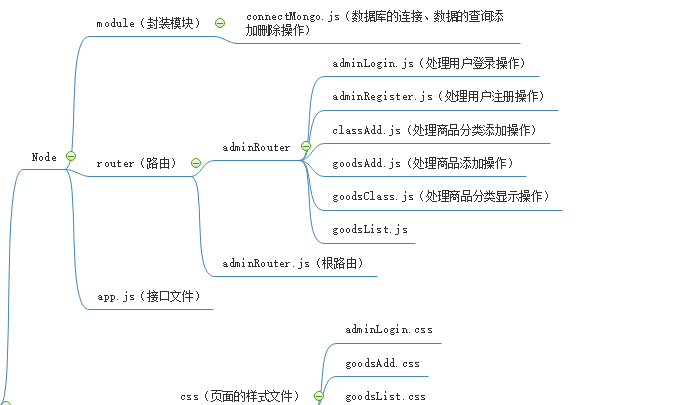 module（封装模块）
connectMongo.js（数据库的连接、数据的查询添
加删除操作）
adminLogin.js（处理用户登录操作）
adminRegister.js（处理用户注册操作）
adminRouter
classAdd.js（处理商品分类添加操作）
Node
router（路由）
goodsAdd.js（处理商品添加操作）
goodsClass.js（处理商品分类显示操作）
goodsList.js
adminRouter.js（根路由）
app.js（接口文件）
adminLogin.css
goodsAdd.css
css（页面的样式文件）
goodsList.css